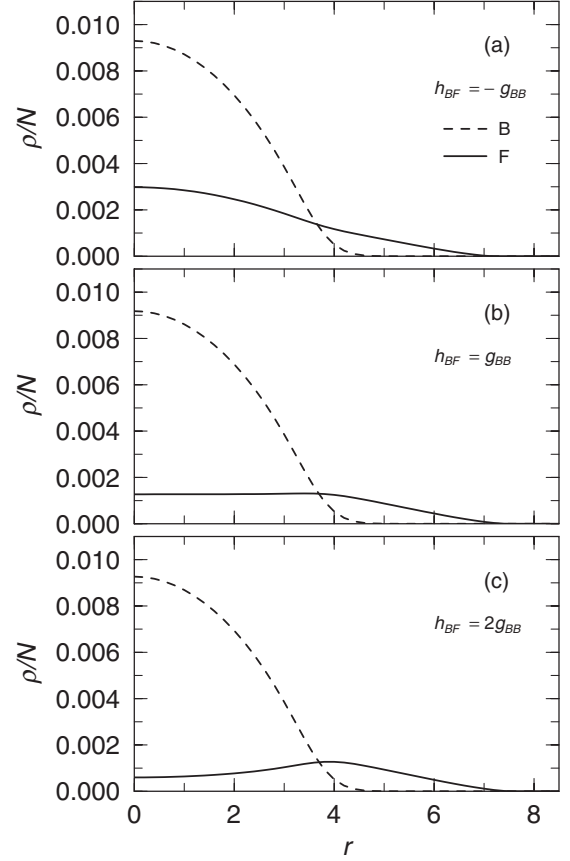 0.010
(a)
0.008
h_BF = − g_BB
0.006
B
ρ/N
0.004
F
0.002
0.000
0.010
(b)
0.008
h_BF = g_BB
0.006
ρ/N
0.004
0.002
0.000
0.010
(c)
0.008
h_BF = 2g_BB
0.006
ρ/N
0.004
0.002
0.000
0 2 4 6 8
r